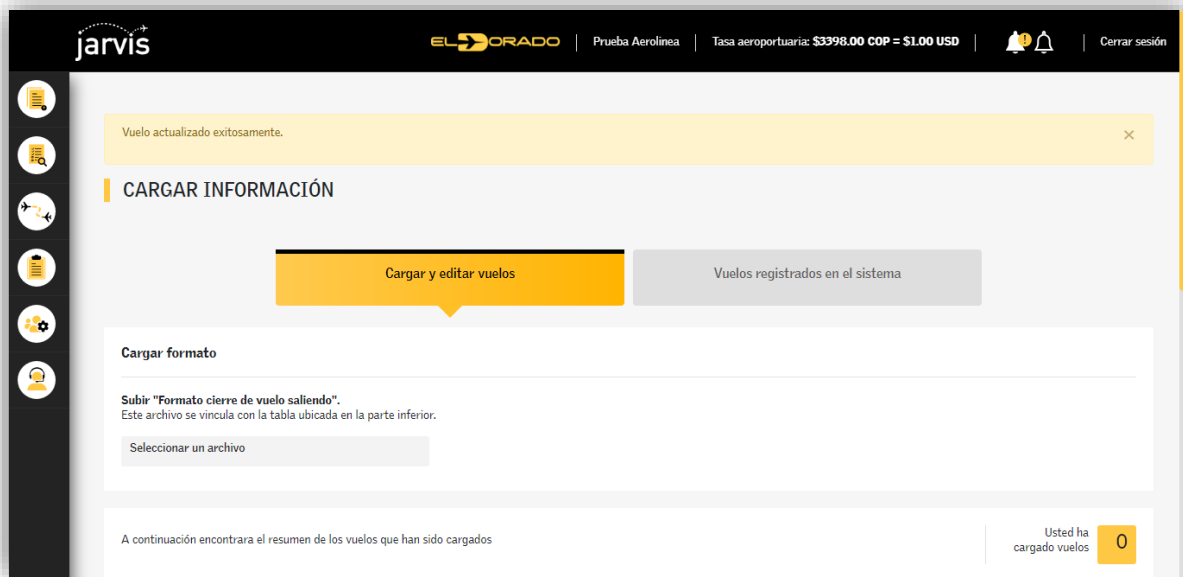 jarvis
EL DORADO
Prueba Aerolinea
Tasa aeroportuaria: $3398.00 COP = $1.00 USD
Cerrar sesión
Vuelo actualizado exitosamente.
×
CARGAR INFORMACIÓN
Cargar y editar vuelos
Vuelos registrados en el sistema
Cargar formato
Subir "Formato cierre de vuelo saliendo".
Este archivo se vincula con la tabla ubicada en la parte inferior.
Seleccionar un archivo
A continuación encontrara el resumen de los vuelos que han sido cargados
Usted ha
cargado vuelos
0